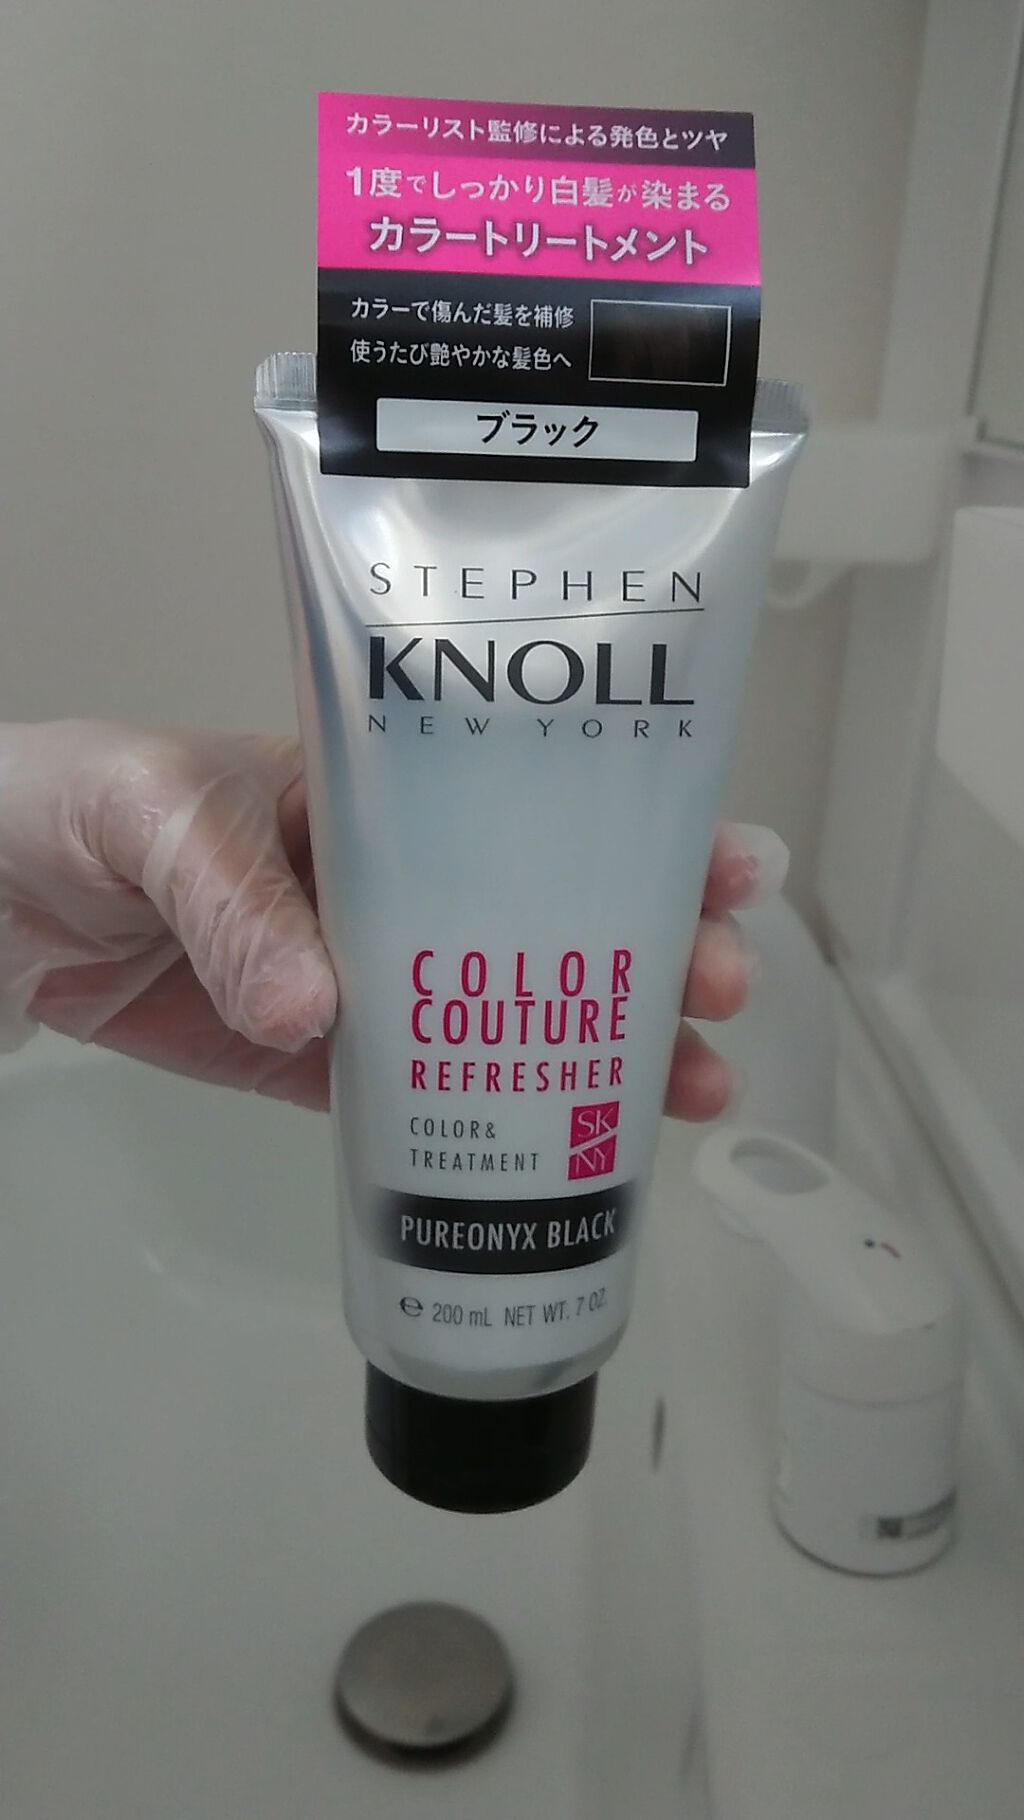 カラーリスト監修による発色とツヤ
1度でしっかり白髪が染まる
カラートリートメント
カラーで傷んだ髪を補修
使うたび艶やかな髪色へ
ブラック
STEPHEN
KNOLL
NEW YORK
COLOR
COUTURE
REFRESHER
COLOR&
TREATMENT
SK
NY
PUREONYX BLACK
℮ 200 mL NET WT. 7 OZ.